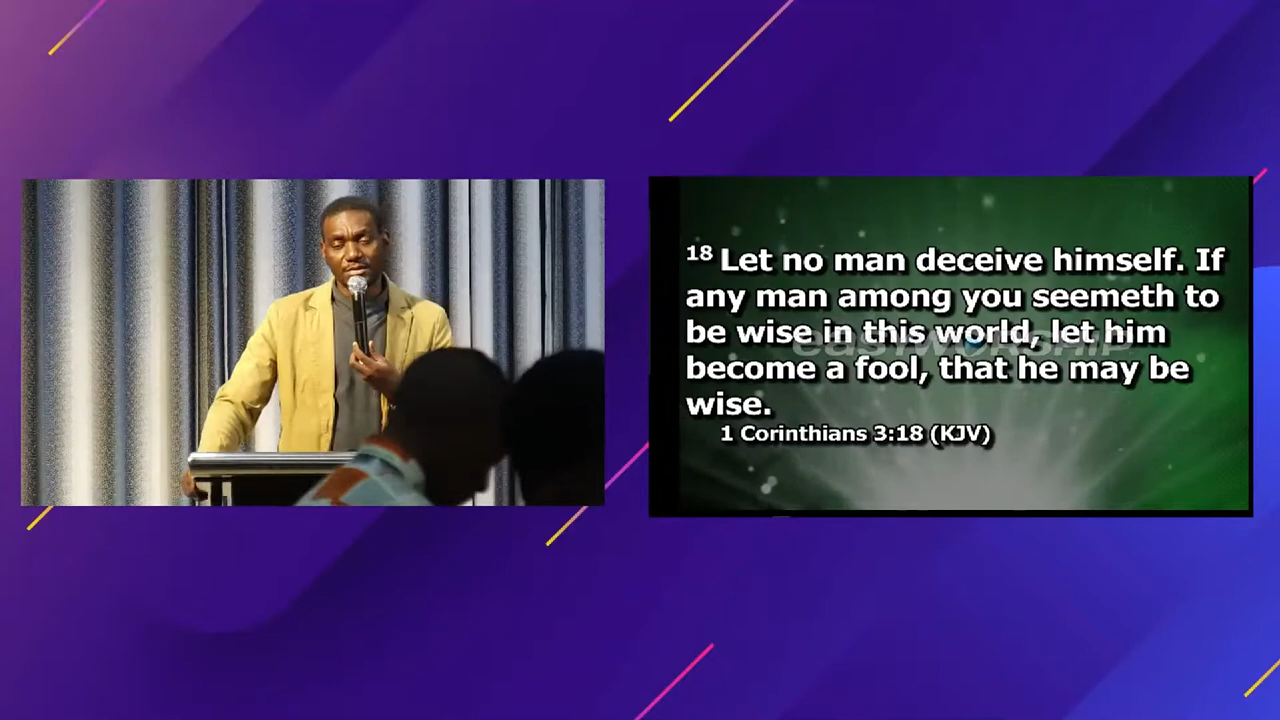 18 Let no man deceive himself. If
any man among you seemeth to
be wise in this world, let him
become a fool, that he may be
wise.
1 Corinthians 3:18 (KJV)
easyworship